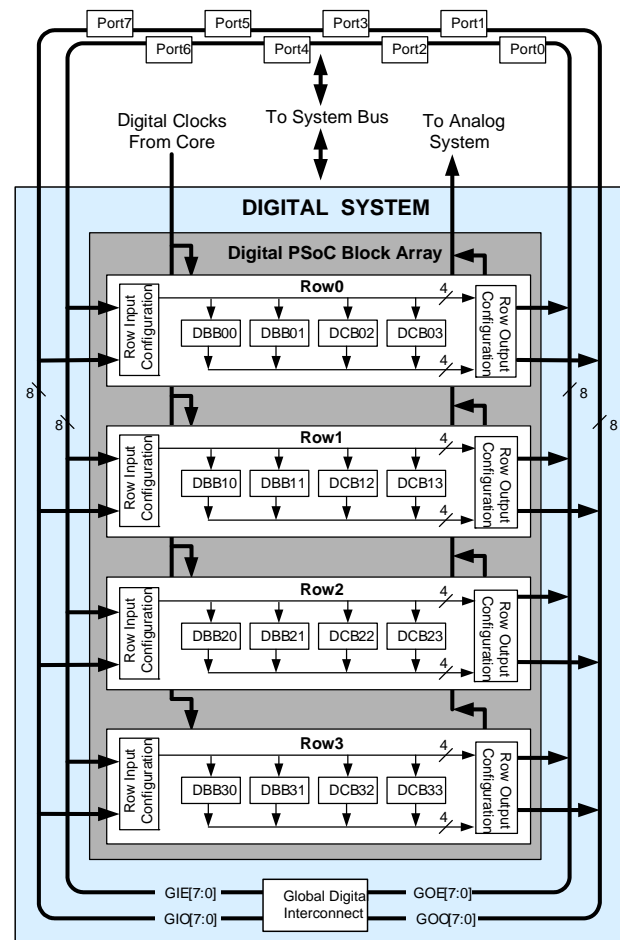 Port7
Port5
Port3
Port1
Port6
Port4
Port2
Port0
Digital Clocks
From Core
To System Bus
To Analog
System
DIGITAL SYSTEM
Digital PSoC Block Array
Row0
Row Input
Configuration
DBB00
DBB01
DCB02
DCB03
4
4
Row Output
Configuration
8
8
8
8
Row1
Row Input
Configuration
DBB10
DBB11
DCB12
DCB13
4
4
Row Output
Configuration
Row2
Row Input
Configuration
DBB20
DBB21
DCB22
DCB23
4
4
Row Output
Configuration
Row3
Row Input
Configuration
DBB30
DBB31
DCB32
DCB33
4
4
Row Output
Configuration
GIE[7:0]
GIO[7:0]
Global Digital
Interconnect
GOE[7:0]
GOO[7:0]